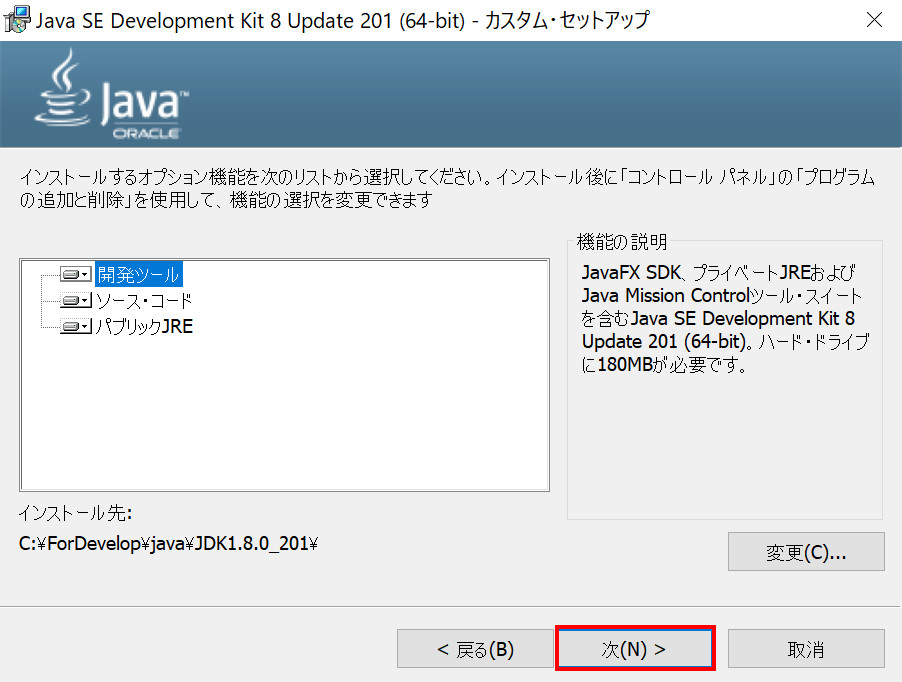 Java SE Development Kit 8 Update 201 (64-bit) - カスタム・セットアップ
Java™
ORACLE
インストールするオプション機能を次のリストから選択してください。インストール後に「コントロール パネル」の「プログラム
の追加と削除」を使用して、機能の選択を変更できます
開発ツール
ソース・コード
パブリックJRE
機能の説明
JavaFX SDK、プライベートJREおよび
Java Mission Controlツール・スイート
を含むJava SE Development Kit 8
Update 201 (64-bit)。ハード・ドライブ
に180MBが必要です。
インストール先:
C:¥ForDevelop¥java¥JDK1.8.0_201¥
変更(C)...
< 戻る(B)
次(N) >
取消